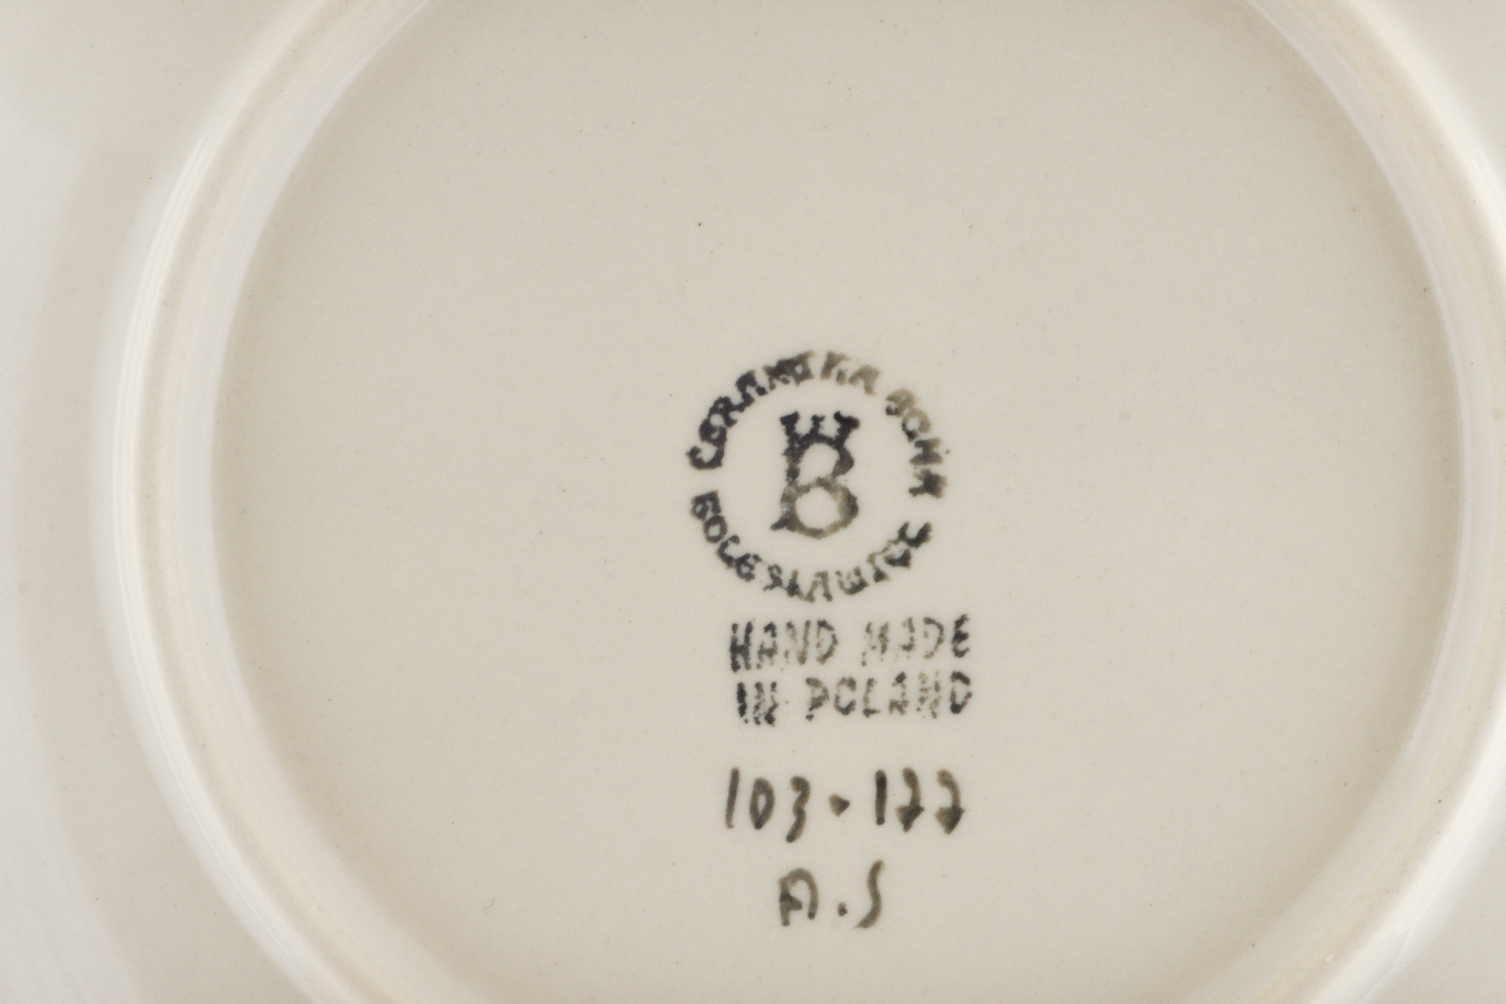 CERAMIKA BONA
B
BOLESŁAWIEC
HAND MADE
IN POLAND
103•177
A.S